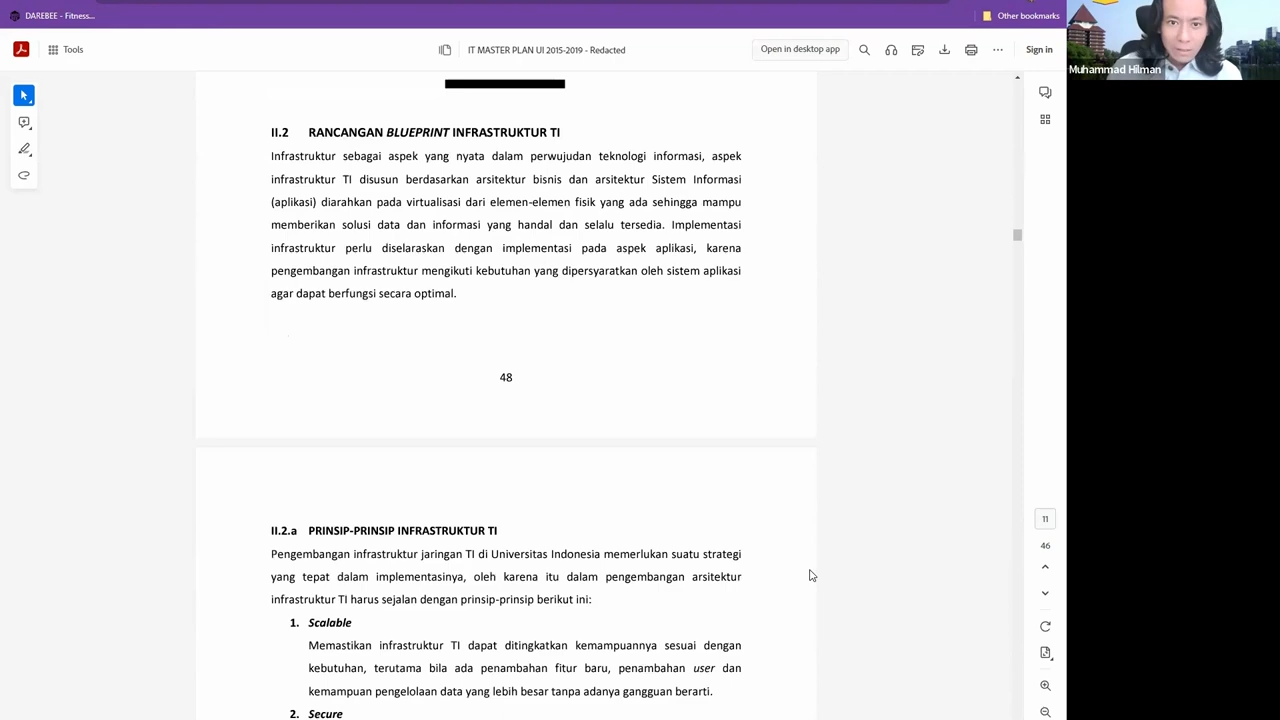 DAREBEE - Fitness...
Other bookmarks
Tools
IT MASTER PLAN UI 2015-2019 - Redacted
Open in desktop app
Sign in
Muhammad Hilman
II.2 RANCANGAN BLUEPRINT INFRASTRUKTUR TI
Infrastruktur sebagai aspek yang nyata dalam perwujudan teknologi informasi, aspek
infrastruktur TI disusun berdasarkan arsitektur bisnis dan arsitektur Sistem Informasi
(aplikasi) diarahkan pada virtualisasi dari elemen-elemen fisik yang ada sehingga mampu
memberikan solusi data dan informasi yang handal dan selalu tersedia. Implementasi
infrastruktur perlu diselaraskan dengan implementasi pada aspek aplikasi, karena
pengembangan infrastruktur mengikuti kebutuhan yang dipersyaratkan oleh sistem aplikasi
agar dapat berfungsi secara optimal.
48
II.2.a PRINSIP-PRINSIP INFRASTRUKTUR TI
Pengembangan infrastruktur jaringan TI di Universitas Indonesia memerlukan suatu strategi
yang tepat dalam implementasinya, oleh karena itu dalam pengembangan arsitektur
infrastruktur TI harus sejalan dengan prinsip-prinsip berikut ini:
1. Scalable
Memastikan infrastruktur TI dapat ditingkatkan kemampuannya sesuai dengan
kebutuhan, terutama bila ada penambahan fitur baru, penambahan user dan
kemampuan pengelolaan data yang lebih besar tanpa adanya gangguan berarti.
2. Secure
11
46